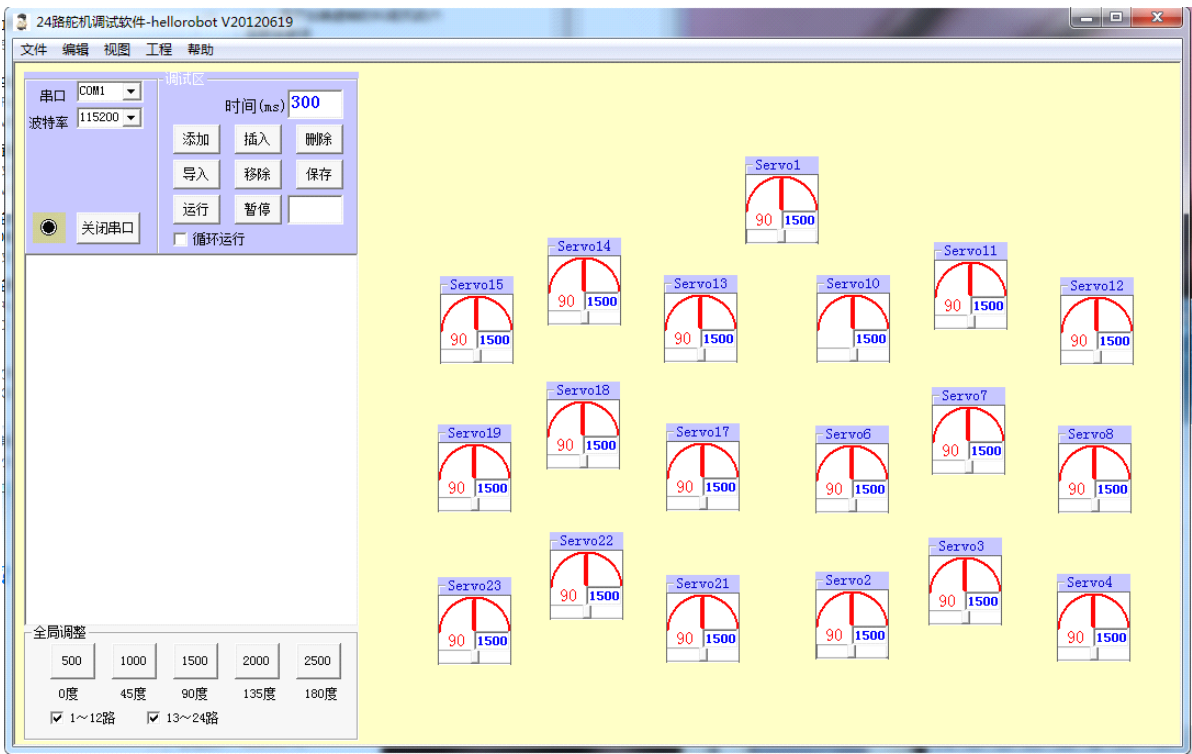 24路舵机调试软件-hellorobot V20120619
文件 编辑 视图 工程 帮助
串口 COM1
波特率 115200
关闭串口
调试区
时间(ms) 300
添加 插入 删除
导入 移除 保存
运行 暂停
循环运行
全局调整
500 1000 1500 2000 2500
0度 45度 90度 135度 180度
1～12路 13～24路
Servo1
90 1500
Servo14
90 1500
Servo11
90 1500
Servo15
90 1500
Servo13
90 1500
Servo10
1500
Servo12
90 1500
Servo18
90 1500
Servo7
90 1500
Servo19
90 1500
Servo17
90 1500
Servo6
90 1500
Servo8
90 1500
Servo22
90 1500
Servo3
90 1500
Servo23
90 1500
Servo21
90 1500
Servo2
90 1500
Servo4
90 1500